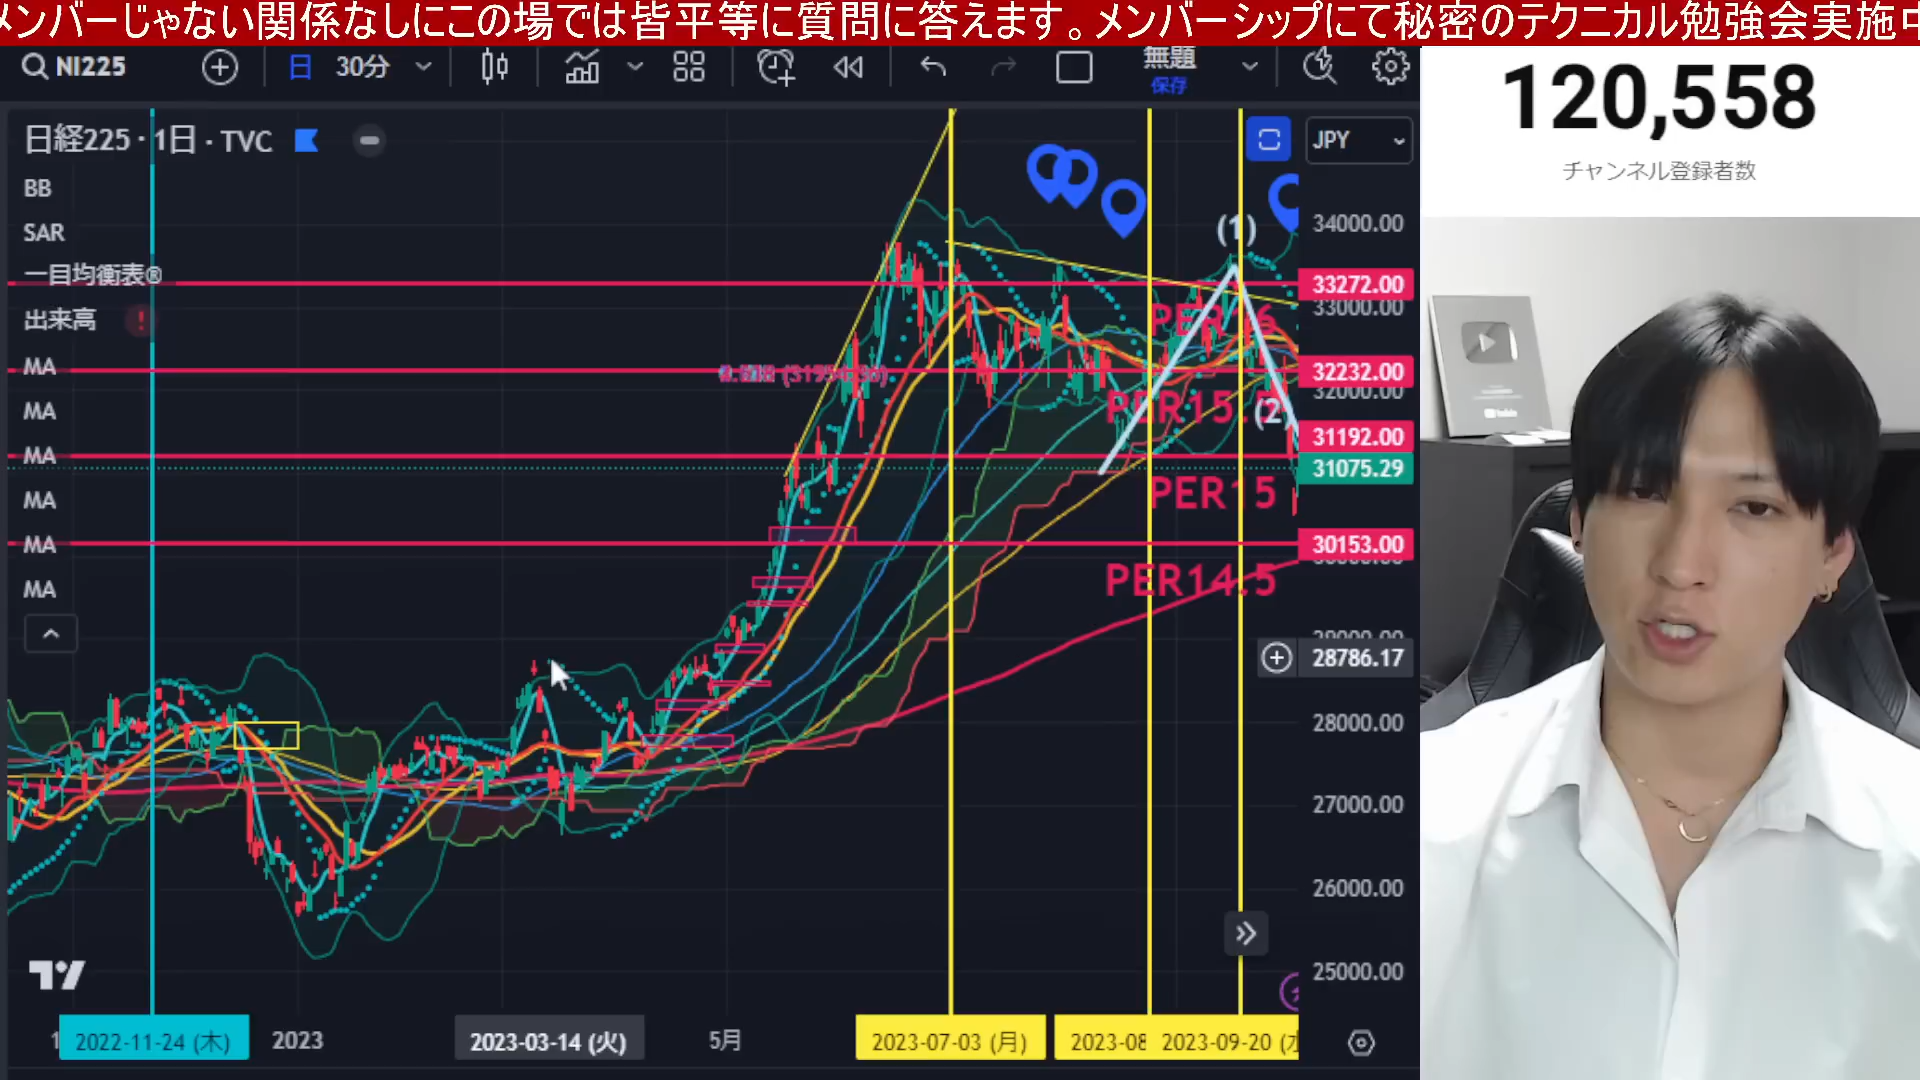 メンバーじゃない関係なしにこの場では皆平等に質問に答えます。メンバーシップにて秘密のテクニカル勉強会実施中
NI225
日
30分
無題
保存
120,558
チャンネル登録者数
日経225・1日・TVC
JPY
BB
SAR
一目均衡表®
出来高
!
MA
MA
MA
MA
MA
MA
(1)
(2)
PER16
PER15.5
PER15
PER14.5
34000.00
33272.00
33000.00
32232.00
32000.00
31192.00
31075.29
30153.00
28786.17
28000.00
27000.00
26000.00
25000.00
2022-11-24 (木)
2023
2023-03-14 (火)
5月
2023-07-03 (月)
2023-08
2023-09-20